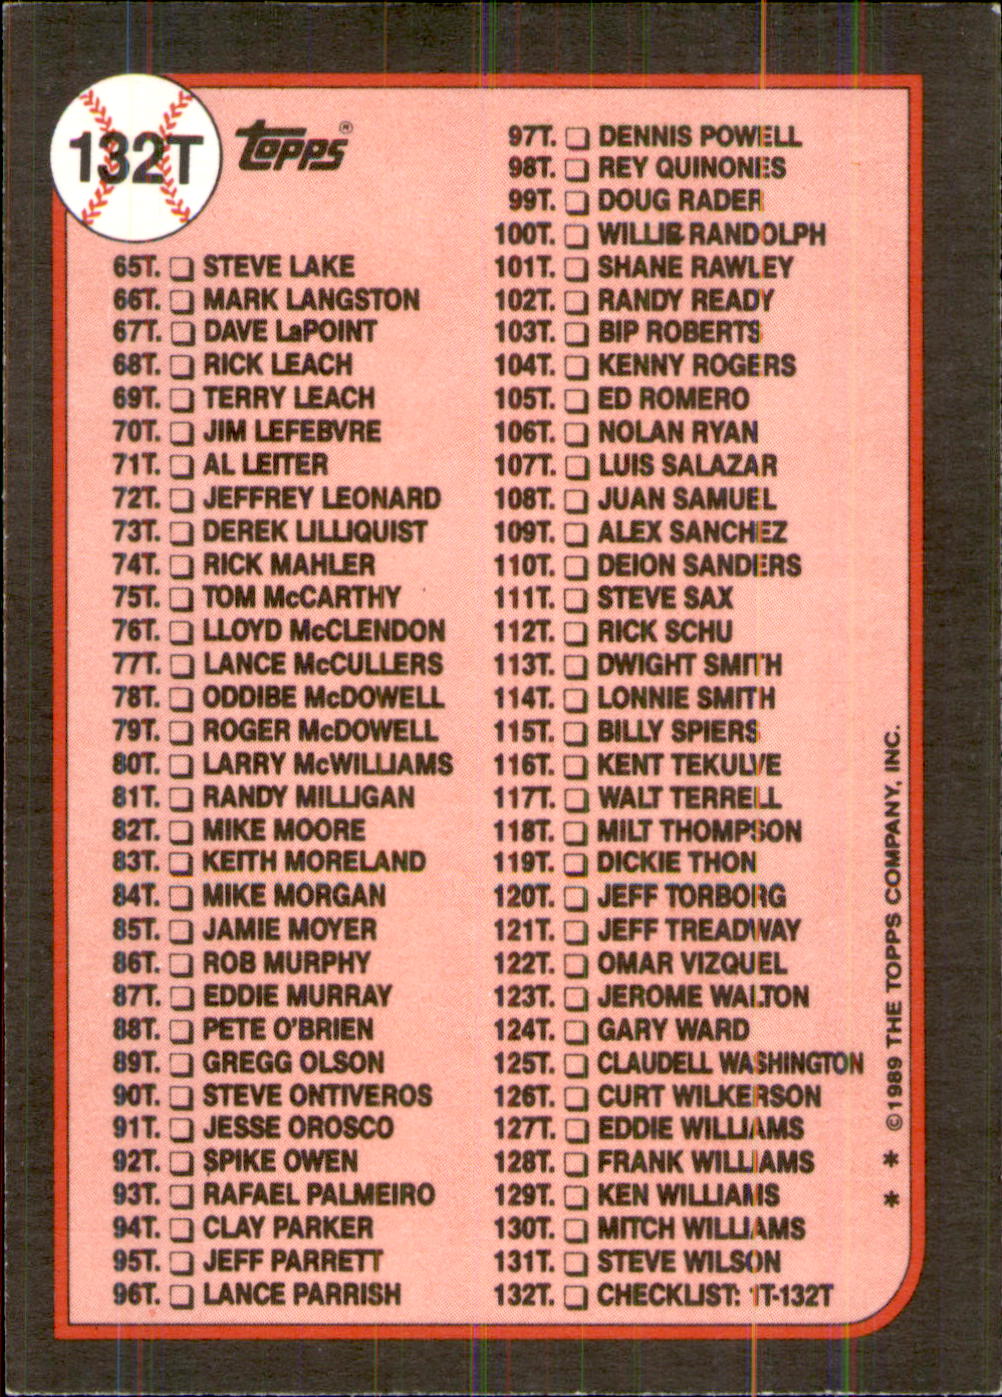 132T
Topps®
65T. STEVE LAKE
66T. MARK LANGSTON
67T. DAVE LaPOINT
68T. RICK LEACH
69T. TERRY LEACH
70T. JIM LEFEBVRE
71T. AL LEITER
72T. JEFFREY LEONARD
73T. DEREK LILLIQUIST
74T. RICK MAHLER
75T. TOM McCARTHY
76T. LLOYD McCLENDON
77T. LANCE McCULLERS
78T. ODDIBE McDOWELL
79T. ROGER McDOWELL
80T. LARRY McWILLIAMS
81T. RANDY MILLIGAN
82T. MIKE MOORE
83T. KEITH MORELAND
84T. MIKE MORGAN
85T. JAMIE MOYER
86T. ROB MURPHY
87T. EDDIE MURRAY
88T. PETE O'BRIEN
89T. GREGG OLSON
90T. STEVE ONTIVEROS
91T. JESSE OROSCO
92T. SPIKE OWEN
93T. RAFAEL PALMEIRO
94T. CLAY PARKER
95T. JEFF PARRETT
96T. LANCE PARRISH
97T. DENNIS POWELL
98T. REY QUINONES
99T. DOUG RADER
100T. WILLIE RANDOLPH
101T. SHANE RAWLEY
102T. RANDY READY
103T. BIP ROBERTS
104T. KENNY ROGERS
105T. ED ROMERO
106T. NOLAN RYAN
107T. LUIS SALAZAR
108T. JUAN SAMUEL
109T. ALEX SANCHEZ
110T. DEION SANDERS
111T. STEVE SAX
112T. RICK SCHU
113T. DWIGHT SMITH
114T. LONNIE SMITH
115T. BILLY SPIERS
116T. KENT TEKULVE
117T. WALT TERRELL
118T. MILT THOMPSON
119T. DICKIE THON
120T. JEFF TORBORG
121T. JEFF TREADWAY
122T. OMAR VIZQUEL
123T. JEROME WALTON
124T. GARY WARD
125T. CLAUDELL WASHINGTON
126T. CURT WILKERSON
127T. EDDIE WILLIAMS
128T. FRANK WILLIAMS
129T. KEN WILLIAMS
130T. MITCH WILLIAMS
131T. STEVE WILSON
132T. CHECKLIST: 1T-132T
* * ©1989 THE TOPPS COMPANY, INC.